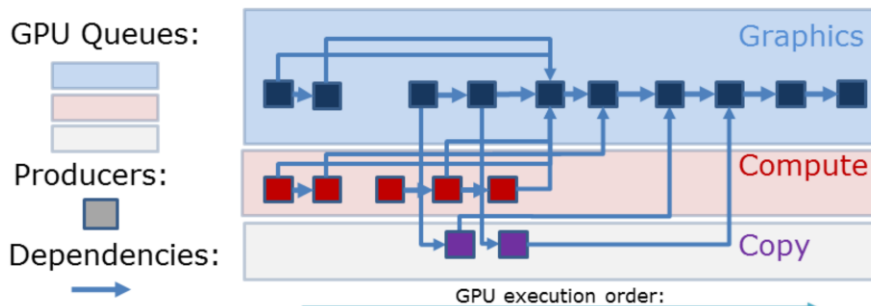 GPU Queues:
Graphics
Producers:
Compute
Dependencies:
Copy
GPU execution order: